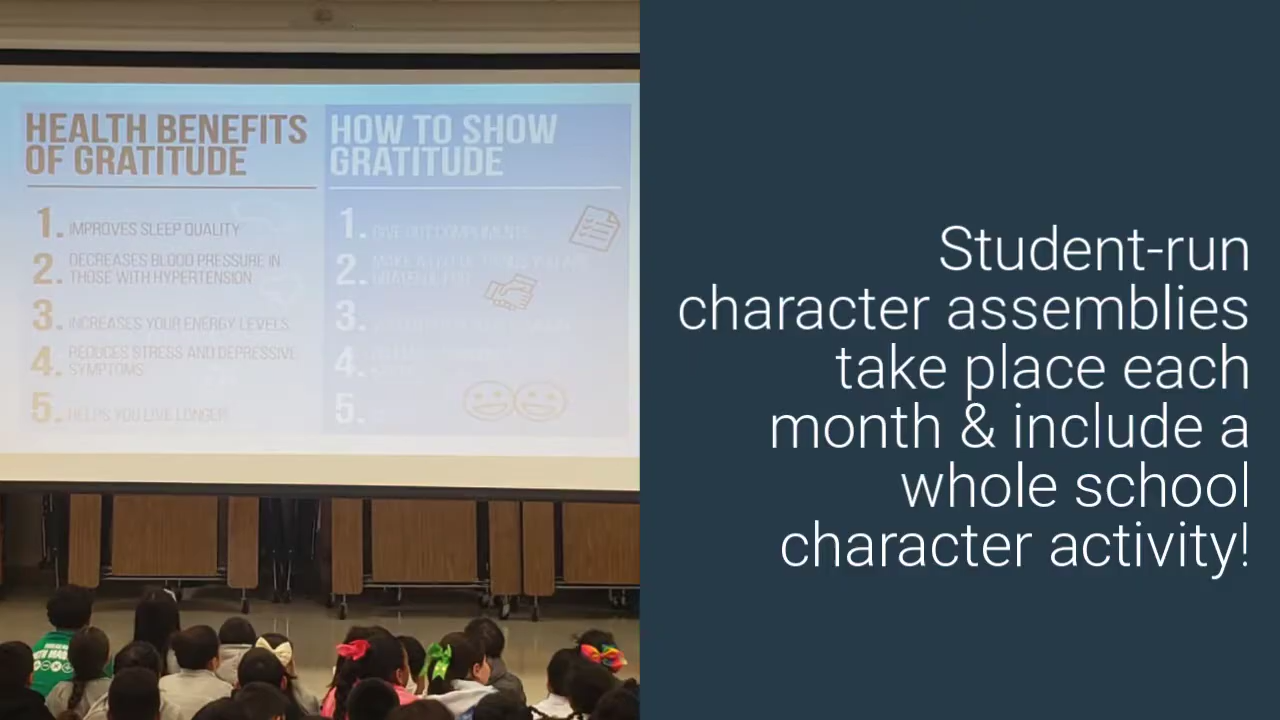 HEALTH BENEFITS
OF GRATITUDE
1. IMPROVES SLEEP QUALITY
2. DECREASES BLOOD PRESSURE IN
THOSE WITH HYPERTENSION
3. INCREASES YOUR ENERGY LEVELS
4. REDUCES STRESS AND DEPRESSIVE
SYMPTOMS
5. HELPS YOU LIVE LONGER
HOW TO SHOW
GRATITUDE
1. GIVE OUT COMPLIMENTS
2.
3.
4.
5.
Student-run
character assemblies
take place each
month & include a
whole school
character activity!